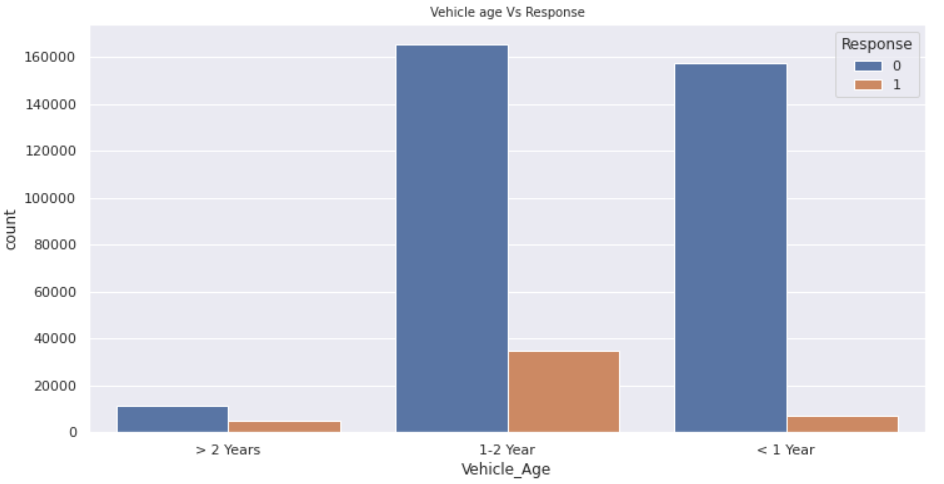 Vehicle age Vs Response
Response
0
1
160000
140000
120000
100000
80000
60000
40000
20000
0
count
> 2 Years
1-2 Year
< 1 Year
Vehicle_Age